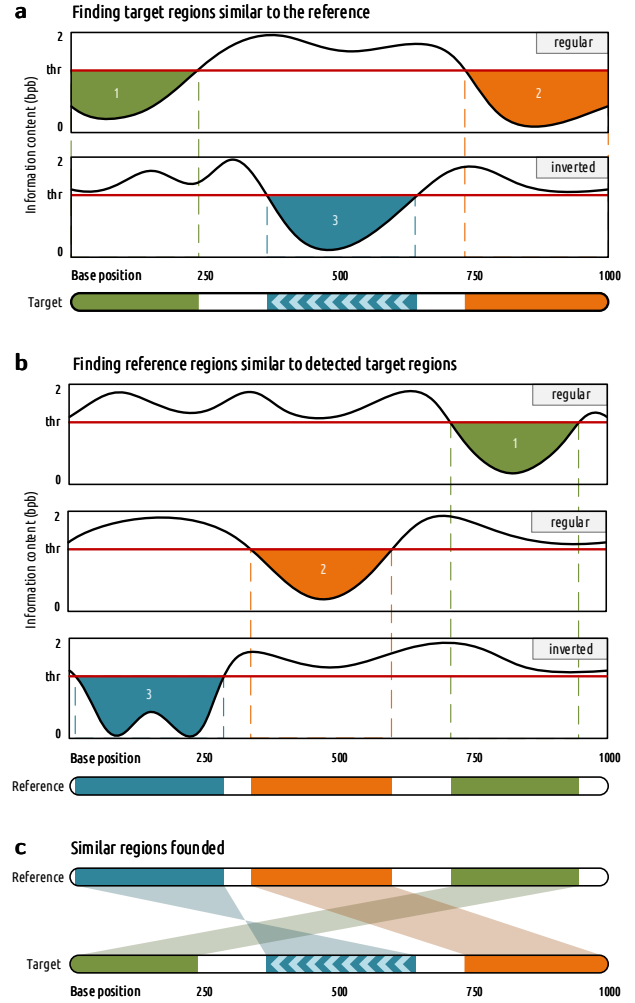 a Finding target regions similar to the reference
2
regular
thr
1
2
0
Information content (bpb)
2
inverted
thr
3
0
Base position 250 500 750 1000
Target
b Finding reference regions similar to detected target regions
2
regular
thr
1
0
Information content (bpb)
2
regular
thr
2
0
2
inverted
thr
3
0
Base position 250 500 750 1000
Reference
c Similar regions founded
Reference
Target
Base position 250 500 750 1000